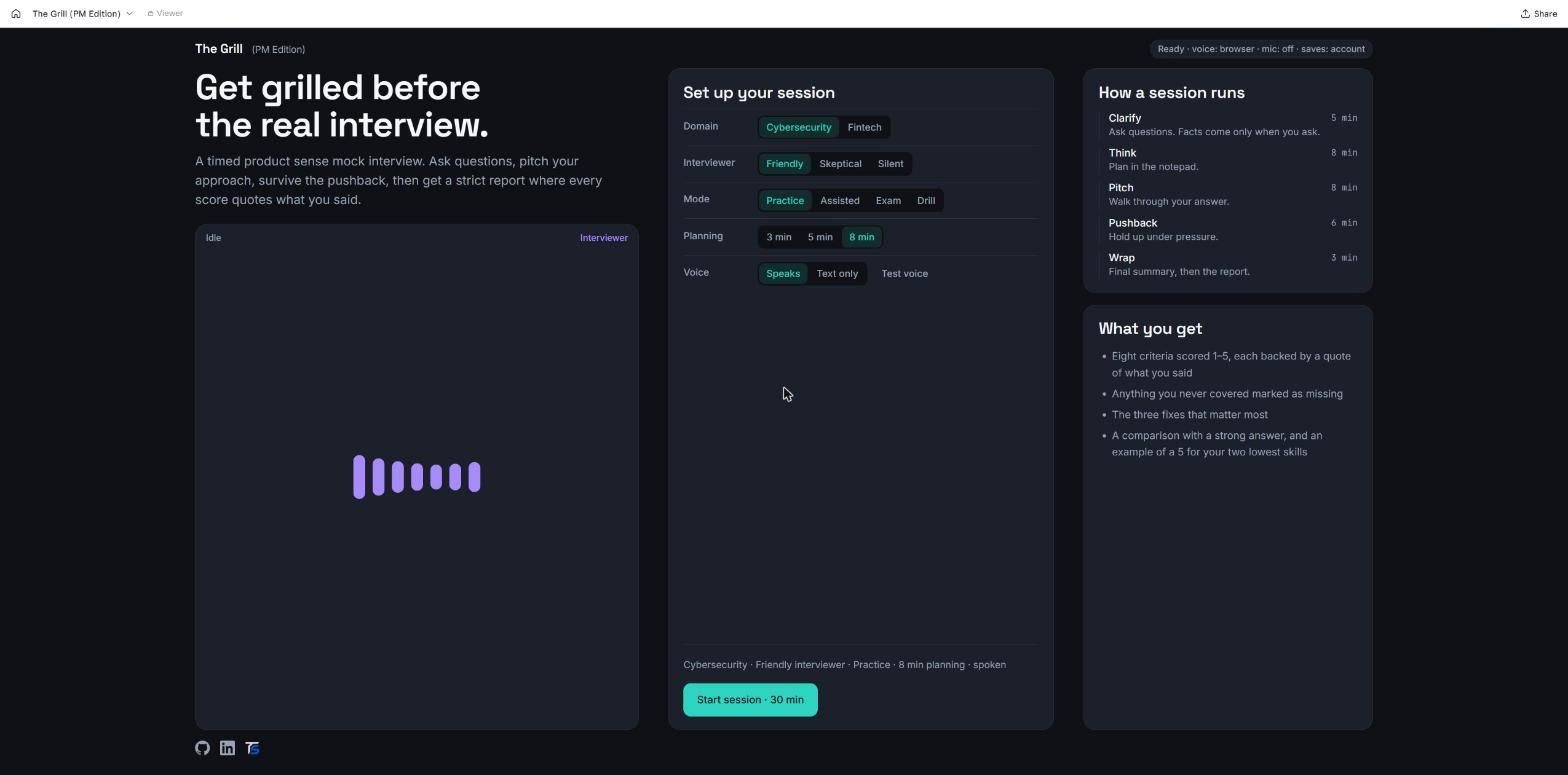 The Grill (PM Edition)
Viewer
Share
The Grill (PM Edition)
Ready · voice: browser · mic: off · saves: account
Get grilled before
the real interview.
A timed product sense mock interview. Ask questions, pitch your
approach, survive the pushback, then get a strict report where every
score quotes what you said.
Idle
Interviewer
Set up your session
Domain
Cybersecurity
Fintech
Interviewer
Friendly
Skeptical
Silent
Mode
Practice
Assisted
Exam
Drill
Planning
3 min
5 min
8 min
Voice
Speaks
Text only
Test voice
Cybersecurity · Friendly interviewer · Practice · 8 min planning · spoken
Start session · 30 min
How a session runs
Clarify
5 min
Ask questions. Facts come only when you ask.
Think
8 min
Plan in the notepad.
Pitch
8 min
Walk through your answer.
Pushback
6 min
Hold up under pressure.
Wrap
3 min
Final summary, then the report.
What you get
• Eight criteria scored 1–5, each backed by a quote
of what you said
• Anything you never covered marked as missing
• The three fixes that matter most
• A comparison with a strong answer, and an
example of a 5 for your two lowest skills
in
TS